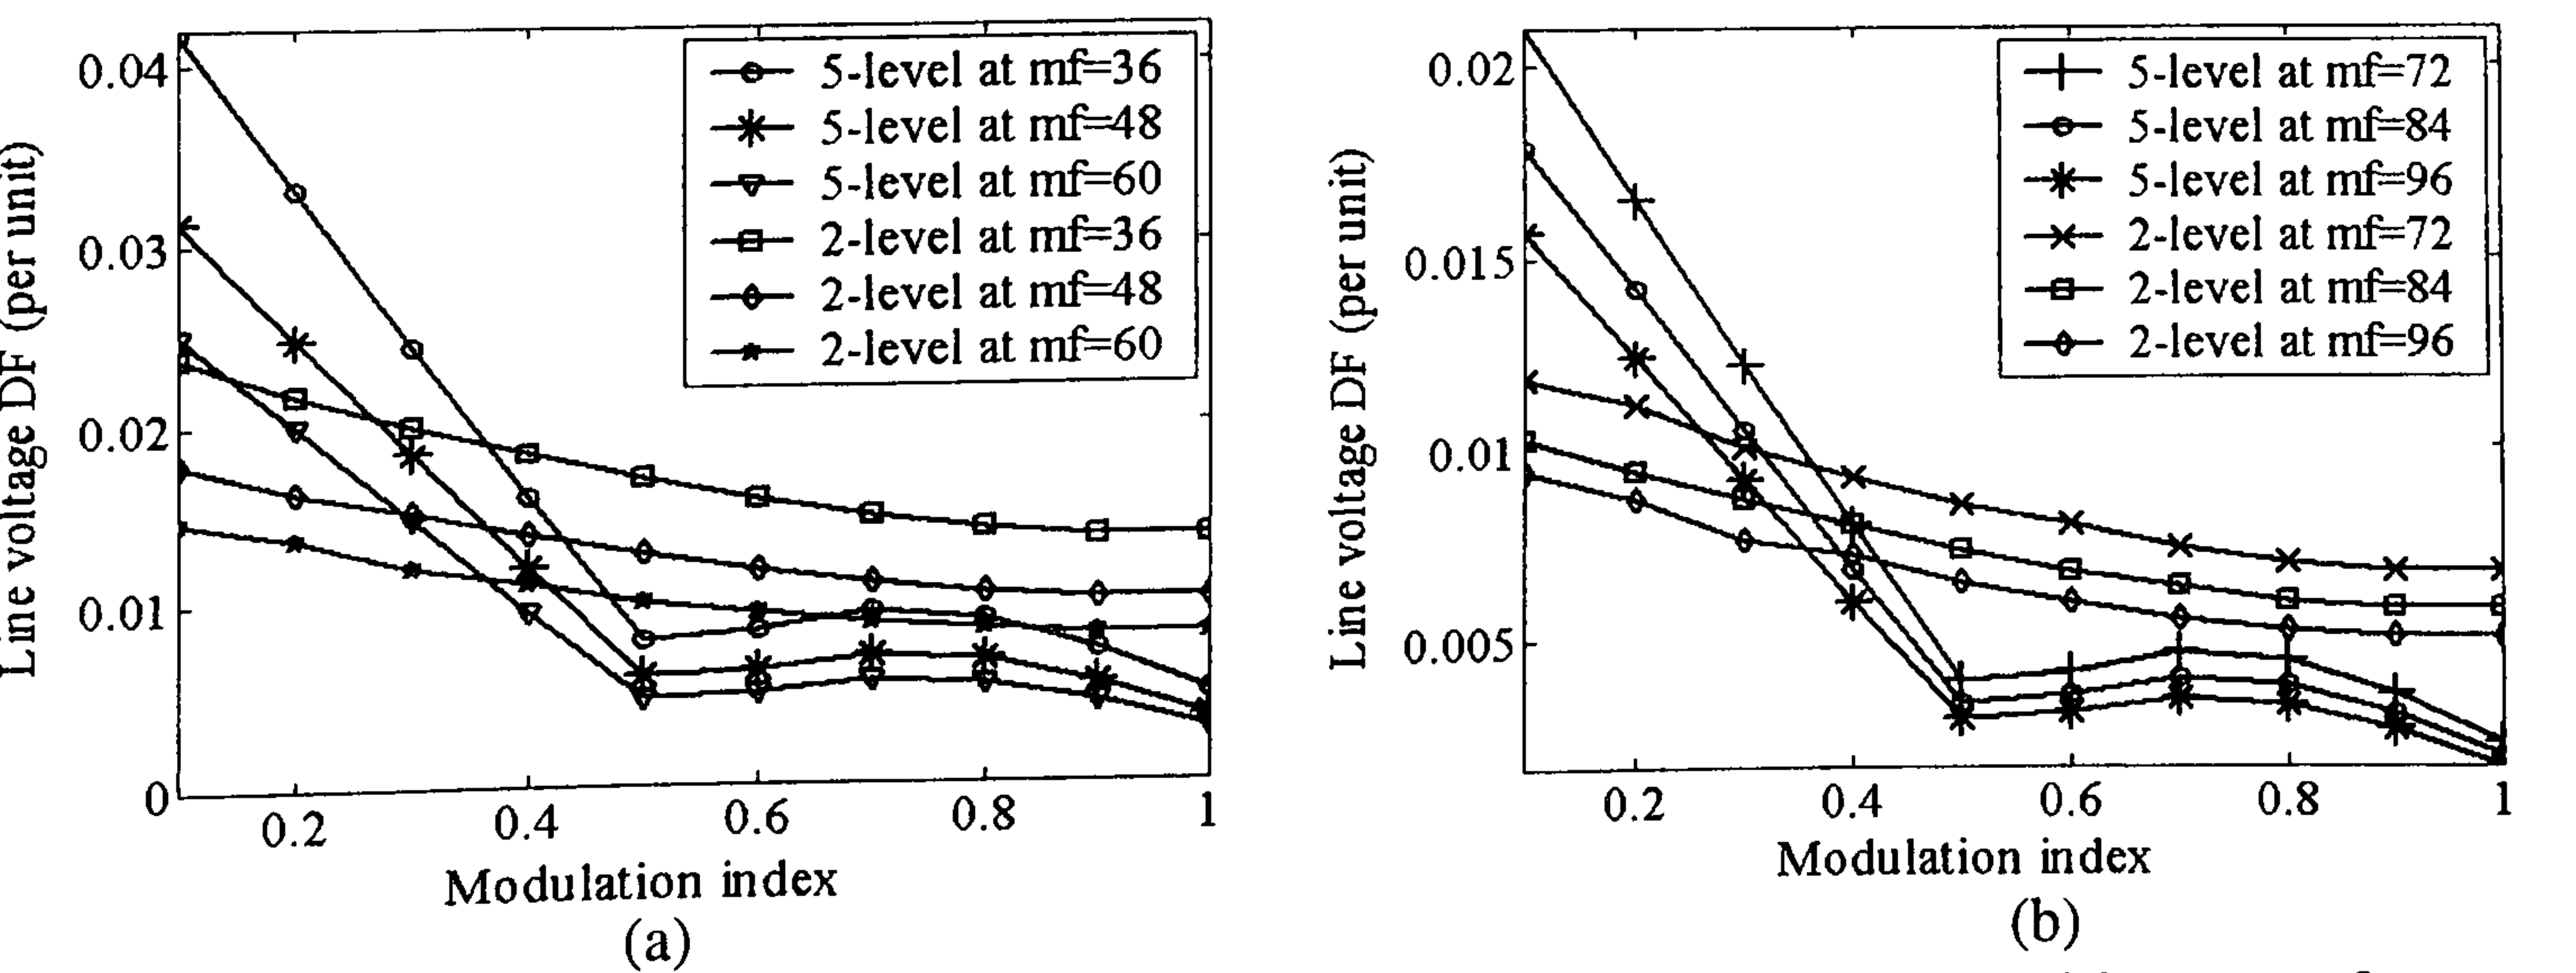 Line voltage DF (per unit)
0.04
0.03
0.02
0.01
0
0.2
0.4
0.6
0.8
1
Modulation index
(a)
5-level at mf=36
5-level at mf=48
5-level at mf=60
2-level at mf=36
2-level at mf=48
2-level at mf=60
Line voltage DF (per unit)
0.02
0.015
0.01
0.005
0.2
0.4
0.6
0.8
1
Modulation index
(b)
5-level at mf=72
5-level at mf=84
5-level at mf=96
2-level at mf=72
2-level at mf=84
2-level at mf=96